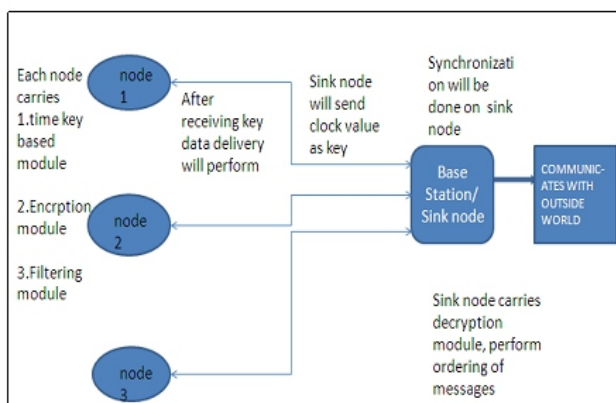 Each node
carries
1.time key
based
module
2.Encrption
module
3.Filtering
module
node
1
node
2
node
3
After
receiving key
data delivery
will perform
Sink node
will send
clock value
as key
Synchronizati
on will be
done on sink
node
Base
Station/
Sink node
COMMUNIC-
ATES WITH
OUTSIDE
WORLD
Sink node carries
decryption
module, perform
ordering of
messages